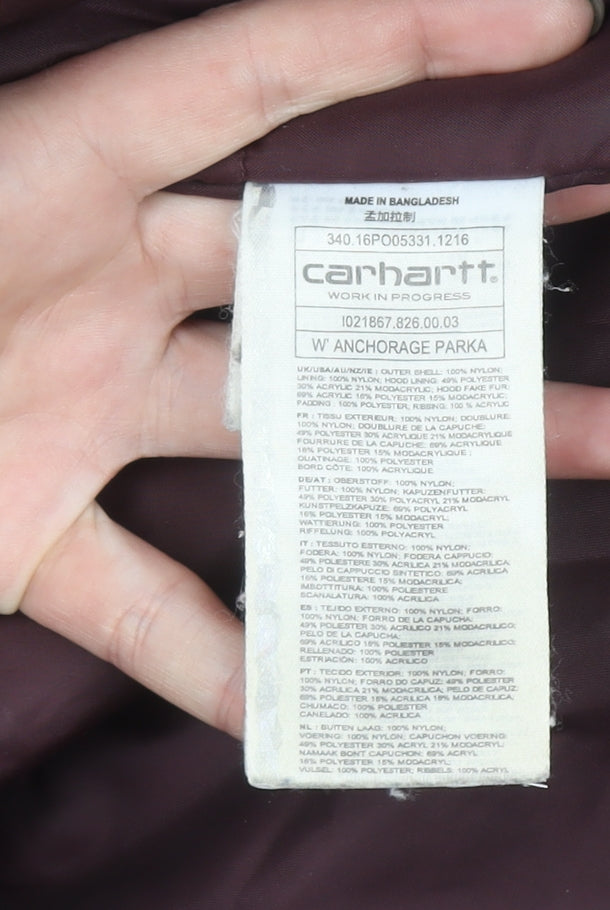 MADE IN BANGLADESH
孟加拉制
340.16PO05331.1216
carhartt®
WORK IN PROGRESS
I021867.826.00.03
W' ANCHORAGE PARKA
UK/USA/AU/NZ/IE : OUTER SHELL: 100% NYLON;
LINING: 100% NYLON; HOOD LINING: 49% POLYESTER
30% ACRYLIC 21% MODACRYLIC; HOOD FAKE FUR:
69% ACRYLIC 16% POLYESTER 15% MODACRYLIC;
PADDING : 100% POLYESTER; RIBBING: 100 % ACRYLIC
FR : TISSU EXTERIEUR: 100% NYLON; DOUBLURE:
100% NYLON; DOUBLURE DE LA CAPUCHE:
49% POLYESTER 30% ACRYLIQUE 21% MODACRYLIQUE
FOURRURE DE LA CAPUCHE: 69% ACRYLIQUE
16% POLYESTER 15% MODACRYLIQUE ;
OUATINAGE: 100% POLYESTER
BORD CÔTE: 100% ACRYLIQUE
DE/AT : OBERSTOFF: 100% NYLON;
FUTTER: 100% NYLON; KAPUZENFUTTER:
49% POLYESTER 30% POLYACRYL 21% MODACRYL
KUNSTPELZKAPUZE: 69% POLYACRYL
16% POLYESTER 15% MODACRYL;
WATTIERUNG: 100% POLYESTER
RIFFELUNG: 100% POLYACRYL
IT : TESSUTO ESTERNO: 100% NYLON;
FODERA: 100% NYLON; FODERA CAPPUCIO:
49% POLIESTERE 30% ACRILICA 21% MODACRILICA
PELO DI CAPPUCCIO SINTETICO: 69% ACRILICA
16% POLIESTERE 15% MODACRILICA;
IMBOTTITURA: 100% POLIESTERE
SCANALATURA: 100% ACRILICA
ES : TEJIDO EXTERNO: 100% NYLON; FORRO:
100% NYLON; FORRO DE LA CAPUCHA:
49% POLIESTER 30% ACRILICO 21% MODACRILICO;
PELO DE LA CAPUCHA:
69% ACRILICO 16% POLIESTER 15% MODACRILICO;
RELLENADO: 100% POLIESTER
ESTRIACIÓN: 100% ACRILICO
PT : TECIDO EXTERIOR: 100% NYLON; FORRO:
100% NYLON; FORRO DO CAPUZ: 49% POLIESTER
30% ACRILICA 21% MODACRILICA; PELO DE CAPUZ:
69% POLIESTER 16% ACRILICA 15% MODACRILICA;
CHUMACO: 100% POLIESTER
CANELADO: 100% ACRILICA
NL : BUITEN LAAG: 100% NYLON;
VOERING: 100% NYLON; CAPUCHON VOERING:
49% POLYESTER 30% ACRYL 21% MODACRYL;
NAMAAK BONT CAPUCHON: 69% ACRYL
16% POLYESTER 15% MODACRYL;
VULSEL: 100% POLYESTER; RIBBELS: 100% ACRYL